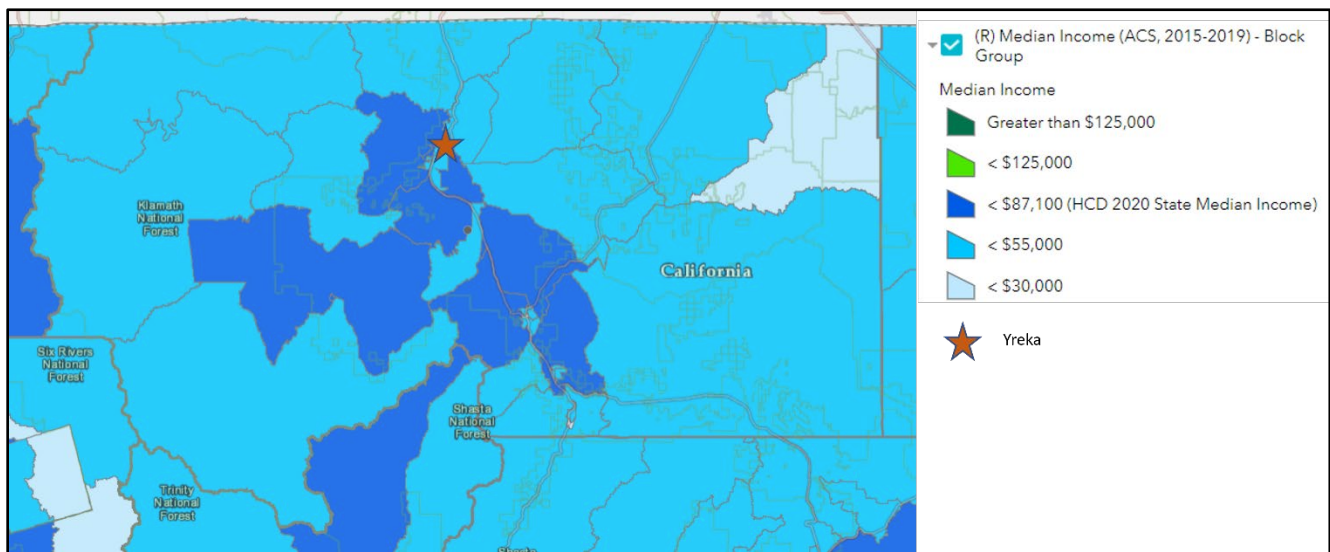 Klamath
National
Forest
California
Six Rivers
National
Forest
Shasta
National
Forest
Trinity
National
Forest
Shasta
(R) Median Income (ACS, 2015-2019) - Block
Group
Median Income
Greater than $125,000
< $125,000
< $87,100 (HCD 2020 State Median Income)
< $55,000
< $30,000
Yreka